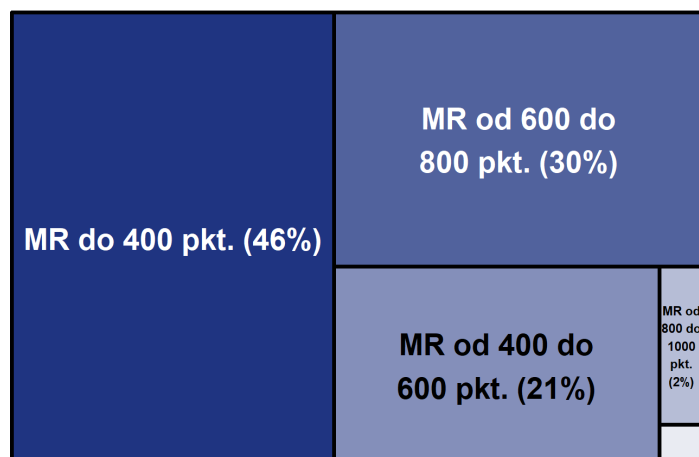 MR do 400 pkt. (46%)
MR od 600 do
800 pkt. (30%)
MR od 400 do
600 pkt. (21%)
MR od
800 do
1000
pkt.
(2%)